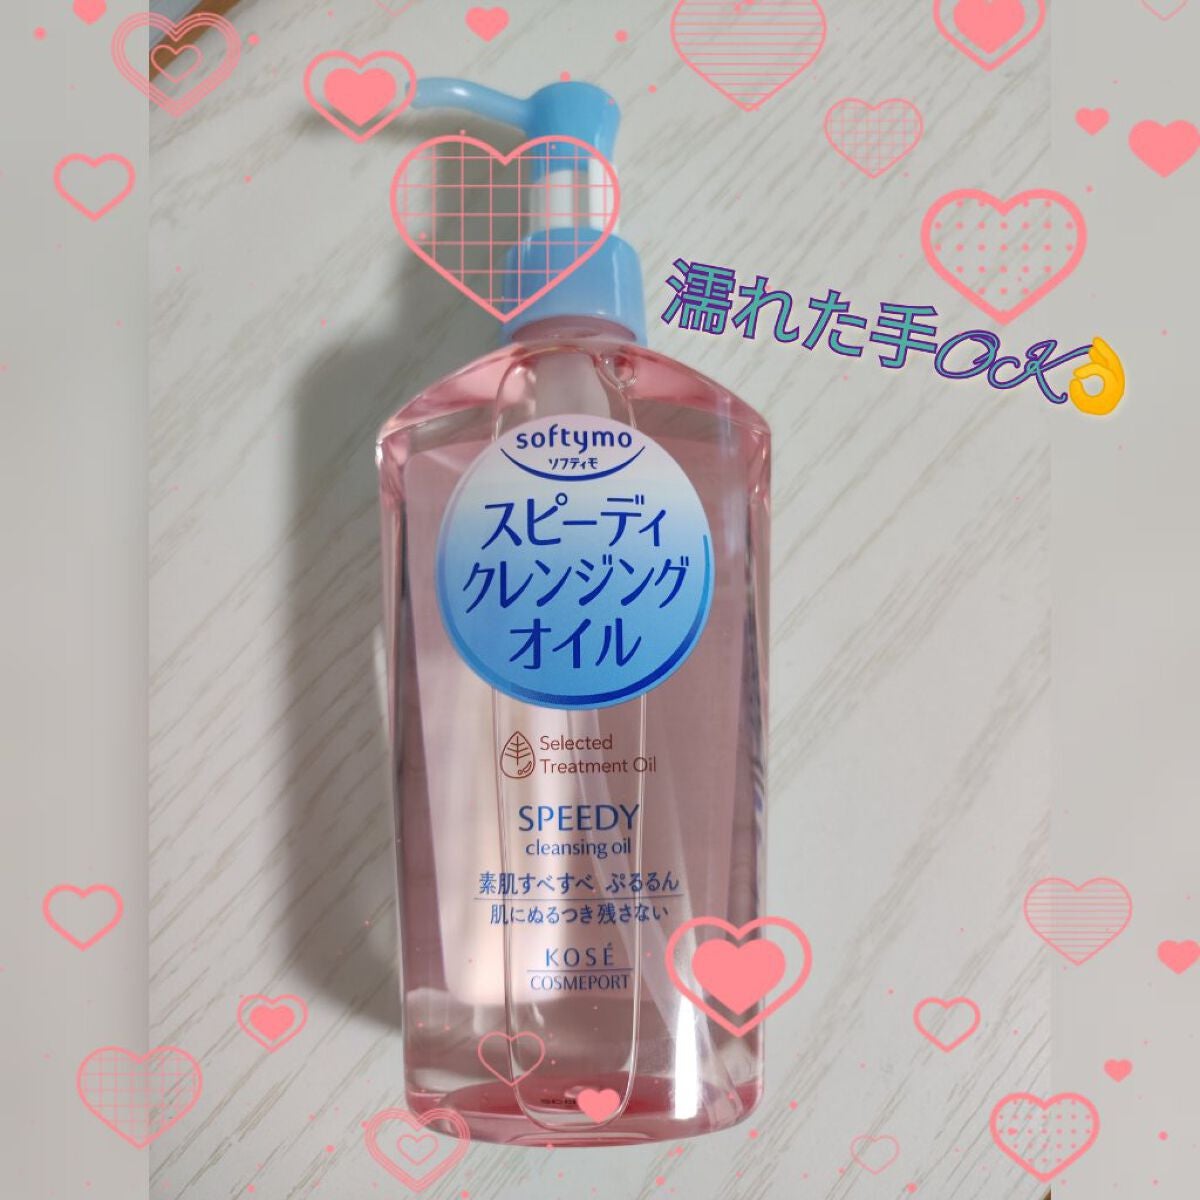 濡れた手OK👌
softymo
ソフティモ
スピーディ
クレンジング
オイル
Selected
Treatment Oil
SPEEDY
cleansing oil
素肌すべすべ ぷるるん
肌にぬるつき残さない
KOSÉ
COSMEPORT